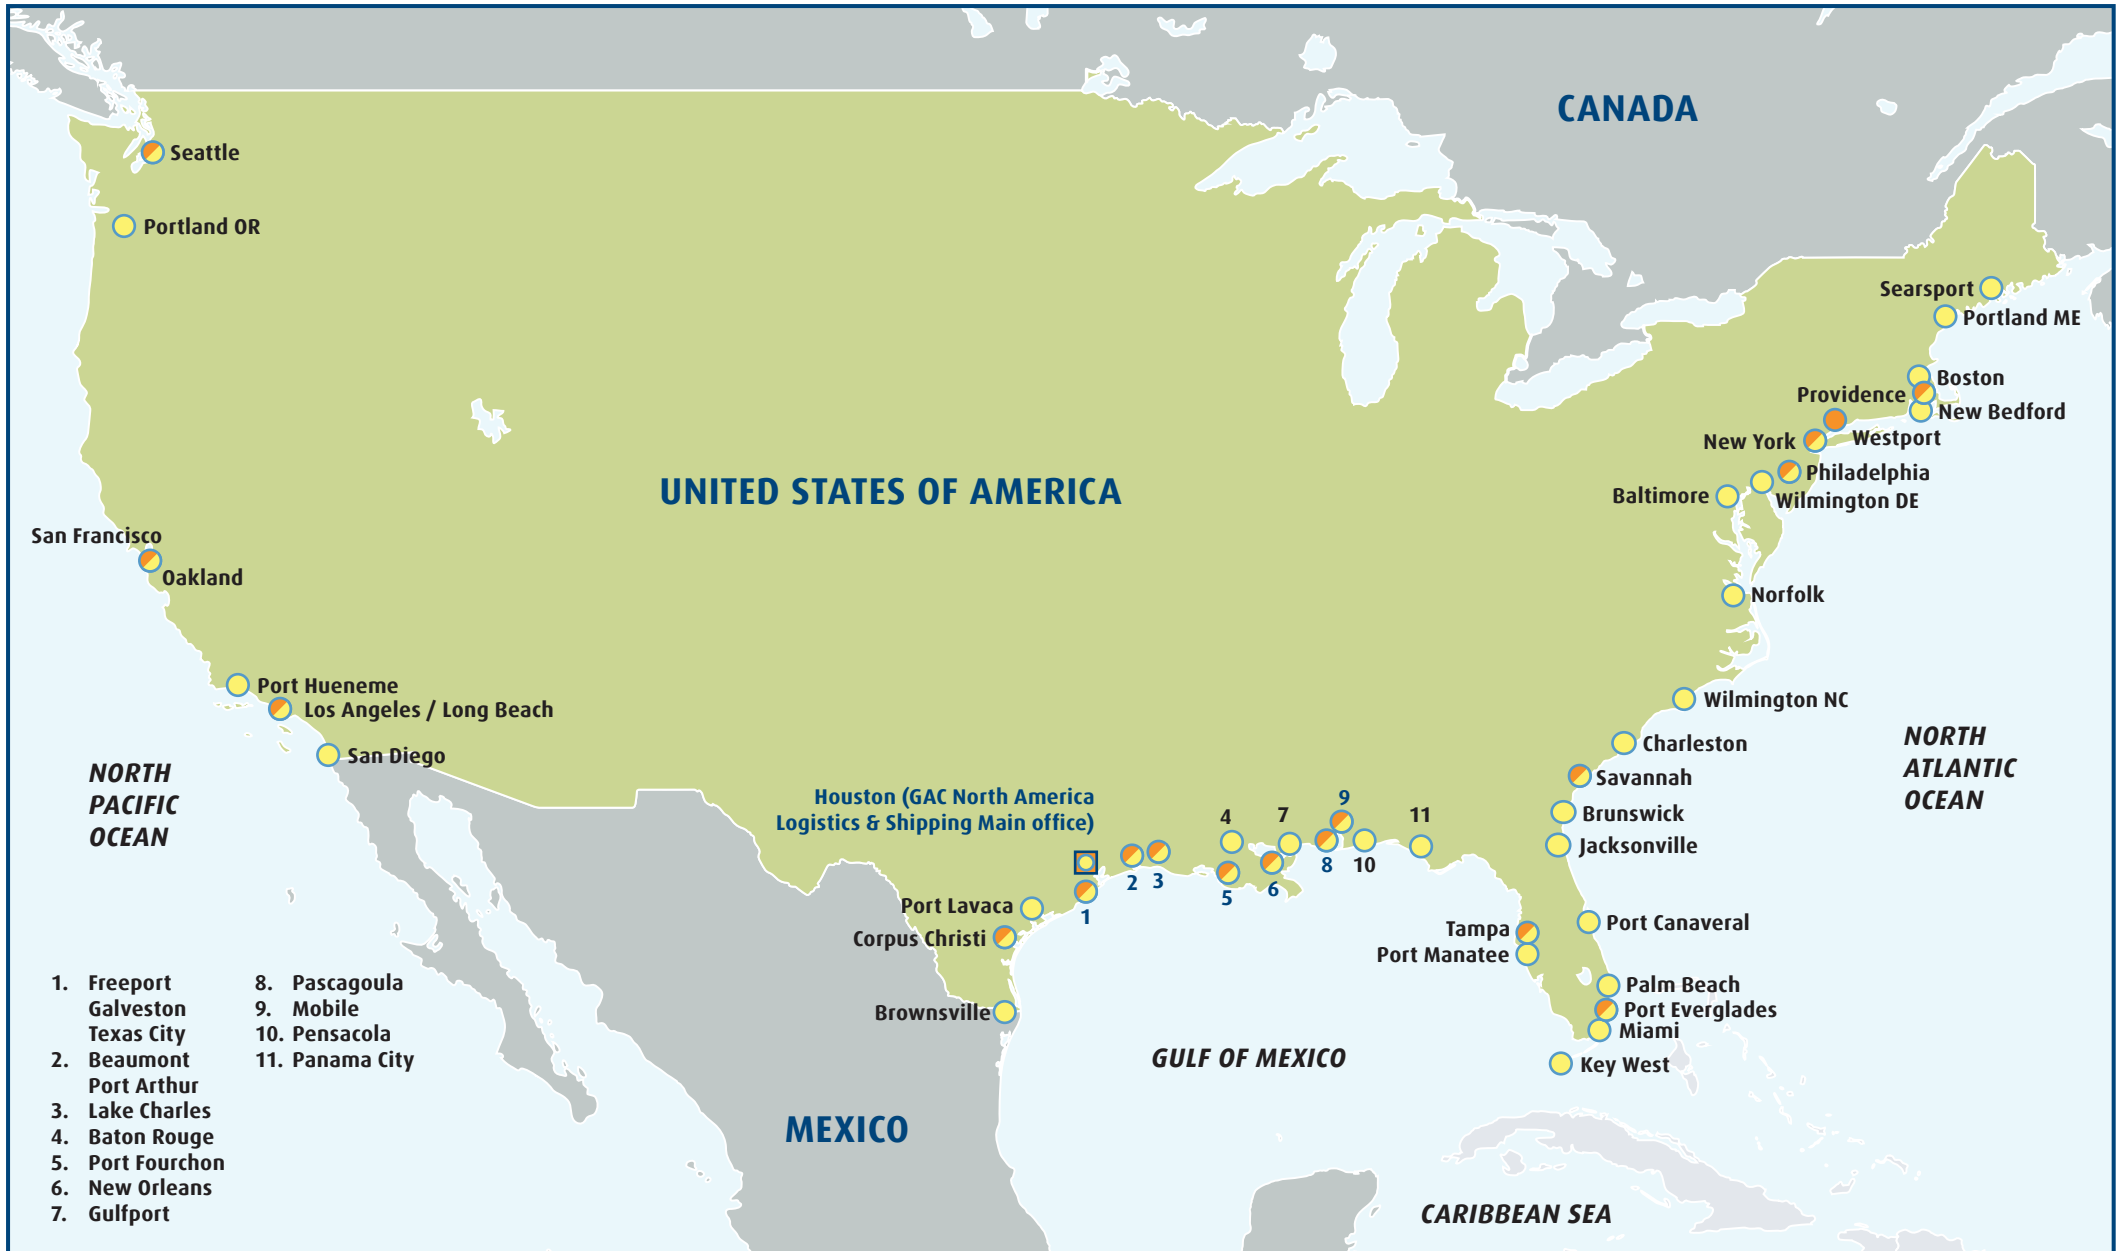 CANADA
Seattle
Portland OR
Searsport
Portland ME
Boston
Providence
New Bedford
Westport
New York
Philadelphia
Wilmington DE
Baltimore
UNITED STATES OF AMERICA
San Francisco
Oakland
Norfolk
Port Hueneme
Los Angeles / Long Beach
San Diego
Wilmington NC
Charleston
Savannah
Brunswick
Jacksonville
NORTH
PACIFIC
OCEAN
NORTH
ATLANTIC
OCEAN
Houston (GAC North America
Logistics & Shipping Main office)
4
7
9
11
2
3
5
6
8
10
1
Port Lavaca
Corpus Christi
Brownsville
Tampa
Port Manatee
Port Canaveral
Palm Beach
Port Everglades
Miami
Key West
GULF OF MEXICO
MEXICO
CARIBBEAN SEA
1. Freeport
Galveston
Texas City
2. Beaumont
Port Arthur
3. Lake Charles
4. Baton Rouge
5. Port Fourchon
6. New Orleans
7. Gulfport
8. Pascagoula
9. Mobile
10. Pensacola
11. Panama City